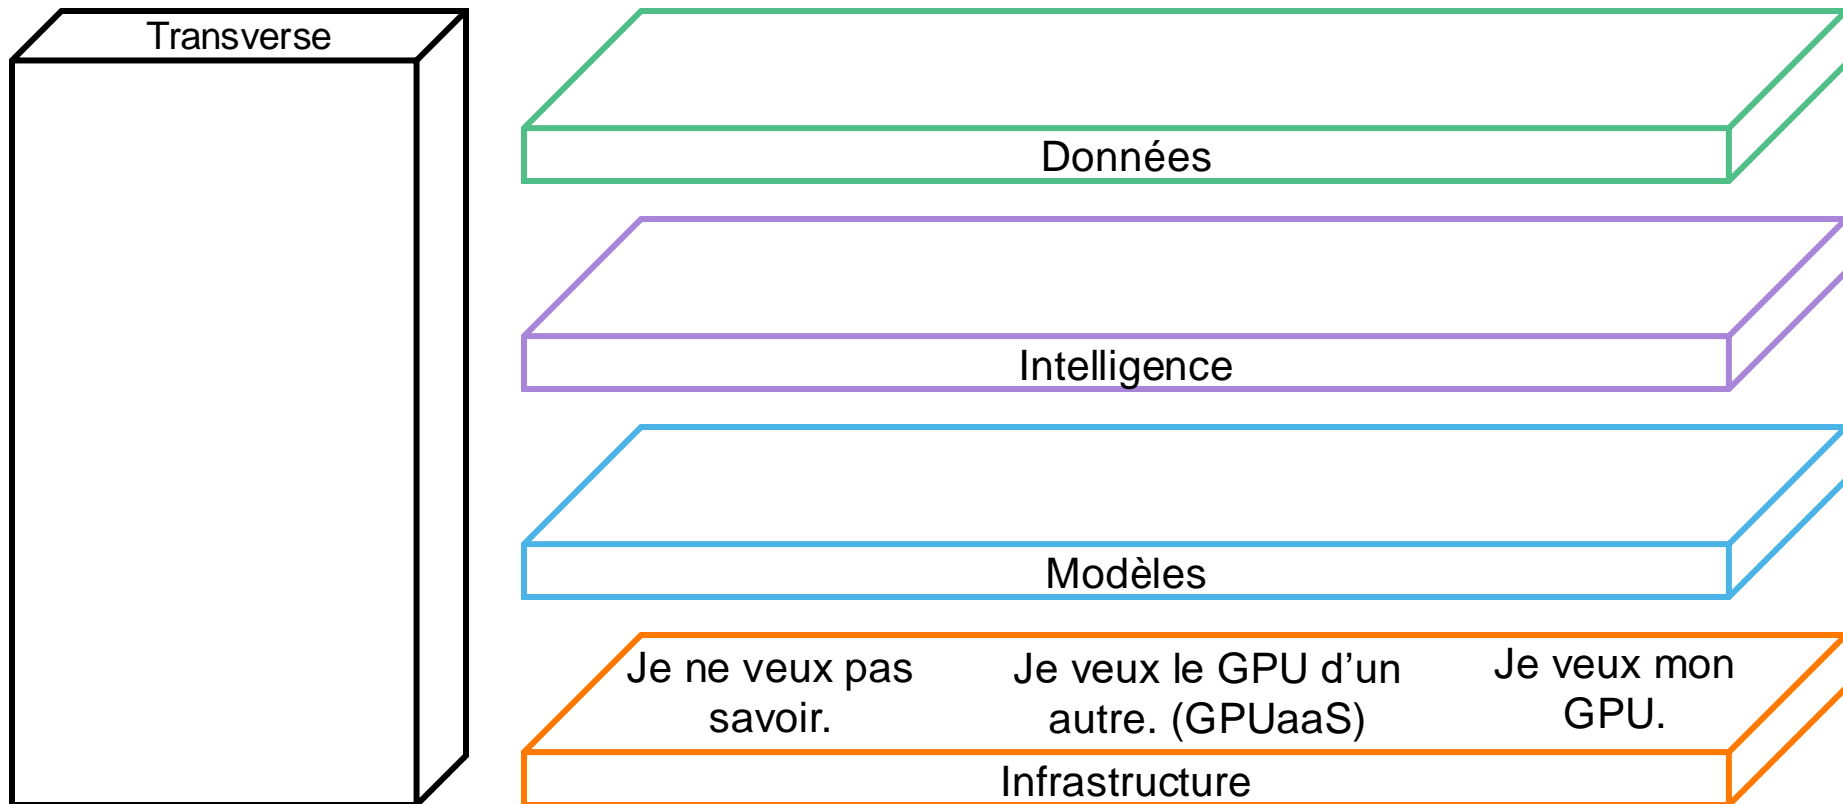 Transverse
Données
Intelligence
Modèles
Je ne veux pas
savoir.
Je veux le GPU d’un
autre. (GPUaaS)
Je veux mon
GPU.
Infrastructure